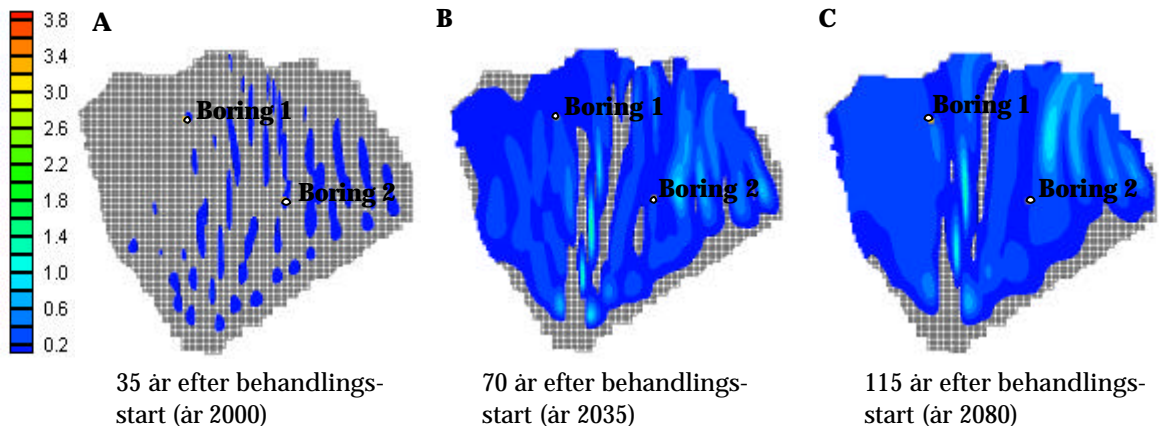 3.8
3.4
3.0
2.6
2.2
1.8
1.4
1.0
0.6
0.2
A
Boring 1
Boring 2
35 år efter behandlings-
start (år 2000)
B
Boring 1
Boring 2
70 år efter behandlings-
start (år 2035)
C
Boring 1
Boring 2
115 år efter behandlings-
start (år 2080)